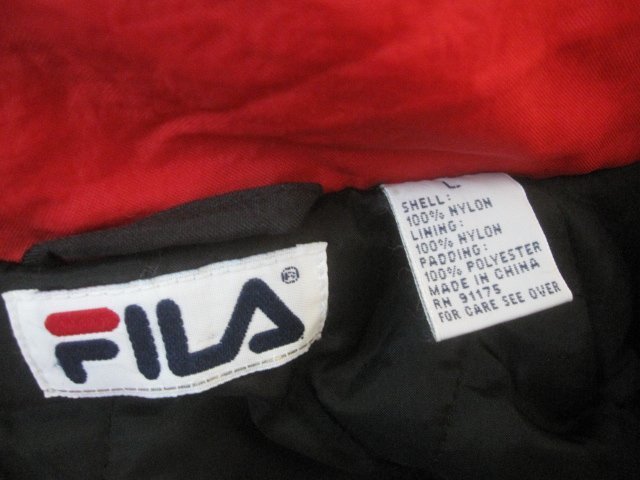 FILA®
L
SHELL:
100% NYLON
LINING:
100% NYLON
PADDING:
100% POLYESTER
MADE IN CHINA
RN 91175
FOR CARE SEE OVER